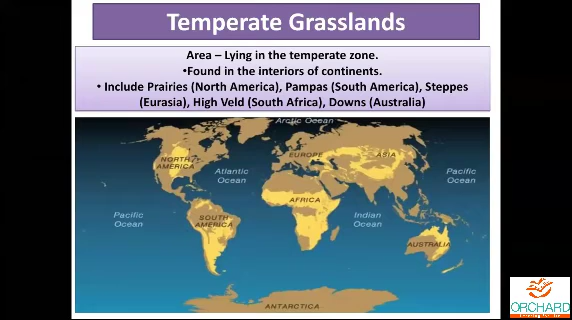 Temperate Grasslands
Area – Lying in the temperate zone.
•Found in the interiors of continents.
• Include Prairies (North America), Pampas (South America), Steppes
(Eurasia), High Veld (South Africa), Downs (Australia)
Arctic Ocean
NORTH
AMERICA
EUROPE
ASIA
Atlantic
Ocean
Pacific
Ocean
AFRICA
Pacific
Ocean
SOUTH
AMERICA
Indian
Ocean
AUSTRALIA
ANTARCTICA
ORCHARD